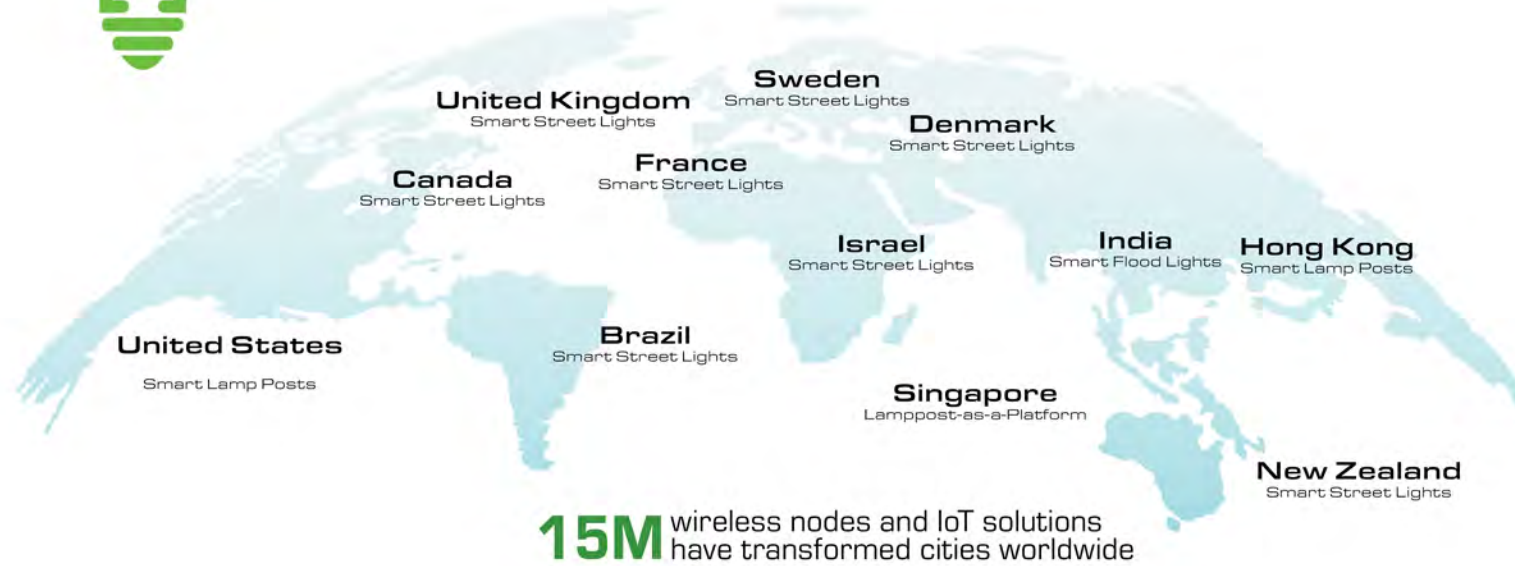 Sweden
Smart Street Lights
United Kingdom
Smart Street Lights
Denmark
Smart Street Lights
France
Smart Street Lights
Canada
Smart Street Lights
Israel
Smart Street Lights
India
Smart Flood Lights
Hong Kong
Smart Lamp Posts
United States
Smart Lamp Posts
Brazil
Smart Street Lights
Singapore
Lamppost-as-a-Platform
New Zealand
Smart Street Lights
15M wireless nodes and IoT solutions
have transformed cities worldwide